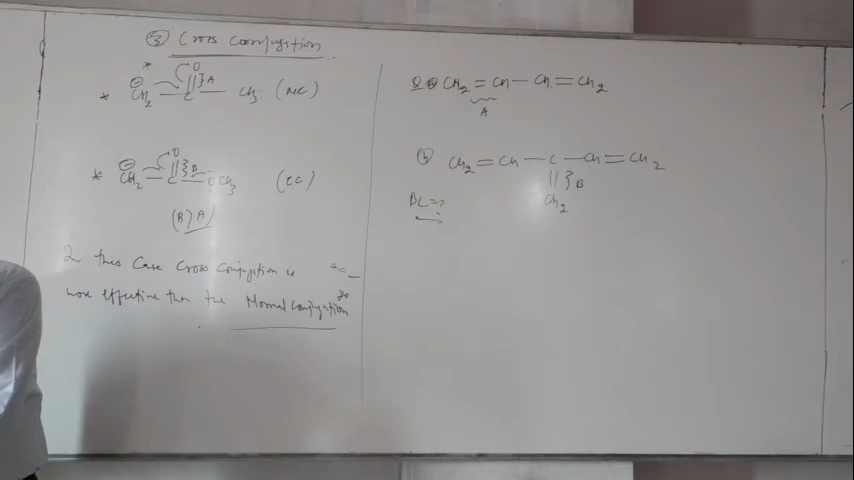 ③ Cross Conjugation
*
⊖ O
* CH2 — C — CH3 (NC)
} A
⊖ O
* CH2 — C — OCH3 (CC)
} B
(B) A)
In this Case Cross Conjugation is
more effective then the Normal Conjugation
Q ⓐ CH2 = CH — CH = CH2
A
ⓑ CH2 = CH — C — CH = CH2
|| } B
CH2
BL ⇒